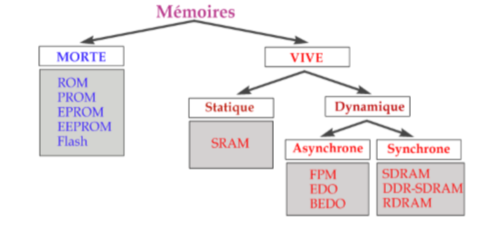 Mémoires
MORTE
VIVE
ROM
PROM
EPROM
EEPROM
Flash
Statique
Dynamique
SRAM
Asynchrone
Synchrone
FPM
EDO
BEDO
SDRAM
DDR-SDRAM
RDRAM